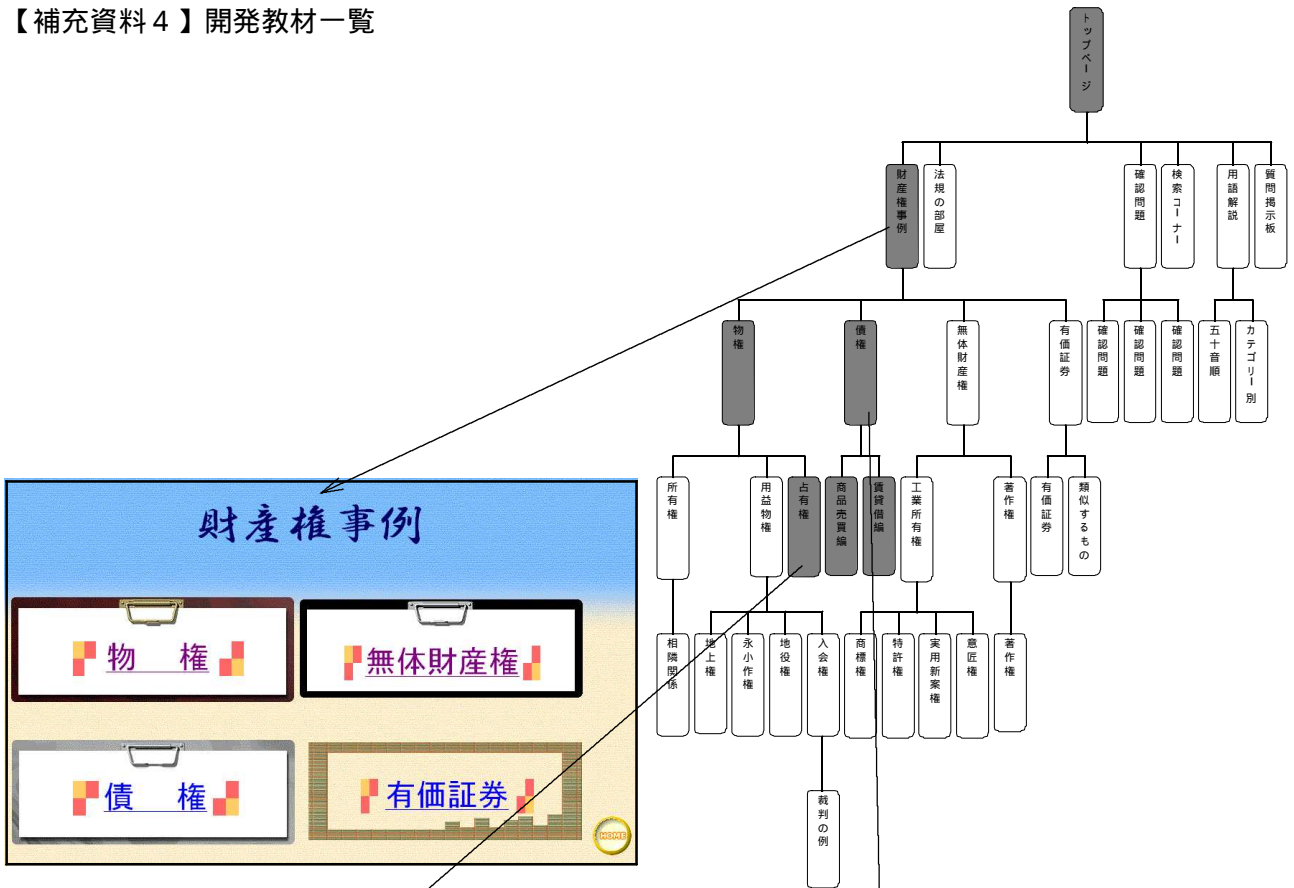 【補充資料4】開発教材一覧
トップページ
財産権事例
法規の部屋
確認問題
検索コーナー
用語解説
質問掲示板
物権
債権
無体財産権
有価証券
確認問題
確認問題
確認問題
五十音順
カテゴリー別
所有権
用益物権
占有権
商品売買編
賃貸借編
工業所有権
著作権
有価証券
類似するもの
相隣関係
地上権
永小作権
地役権
入会権
商標権
特許権
実用新案権
意匠権
著作権
裁判の例
財産権事例
物 権
無体財産権
債 権
有価証券
HOME